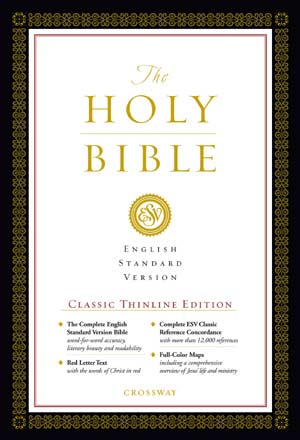 The
HOLY
BIBLE
ESV
ENGLISH
STANDARD
VERSION
CLASSIC THINLINE EDITION
The Complete English
Standard Version Bible
word-for-word accuracy,
literary beauty and readability
Red Letter Text
with the words of Christ in red
Complete ESV Classic
Reference Concordance
with more than 12,000 references
Full-Color Maps
including a comprehensive
overview of Jesus' life and ministry
CROSSWAY